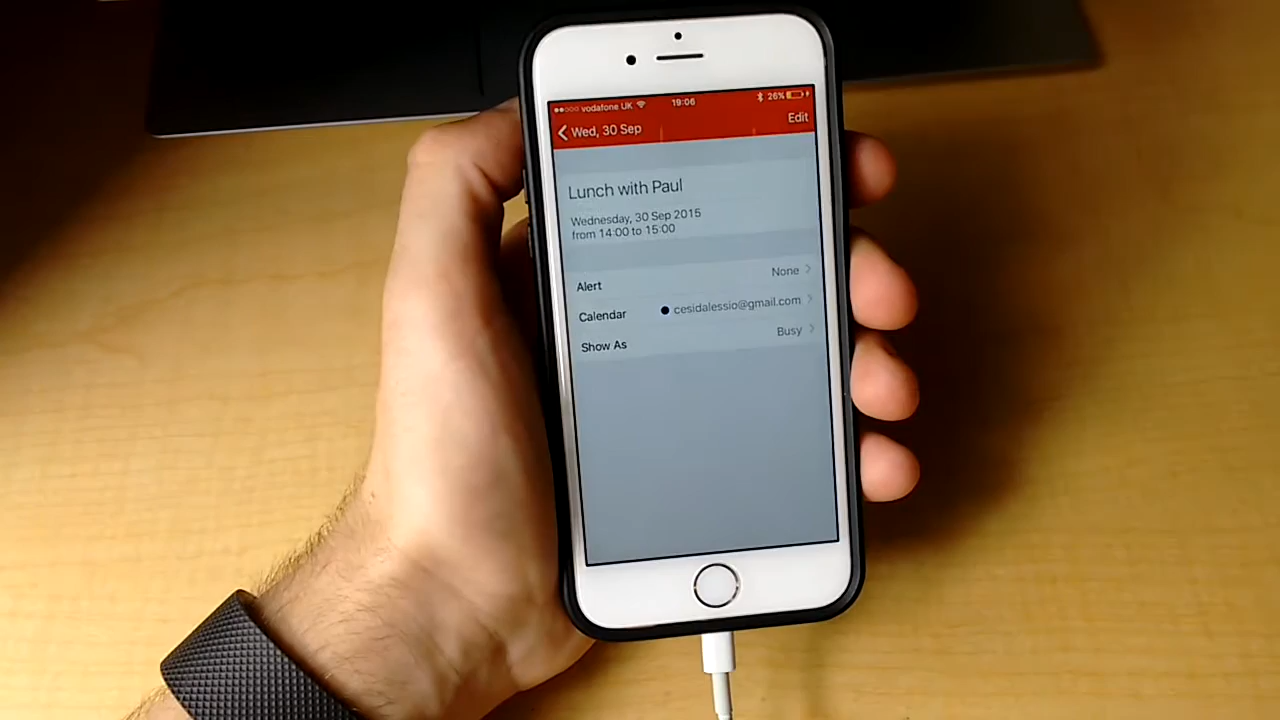 vodafone UK 19:06 26%
Wed, 30 Sep Edit
Lunch with Paul
Wednesday, 30 Sep 2015
from 14:00 to 15:00
Alert None
Calendar cesidalessio@gmail.com
Show As Busy